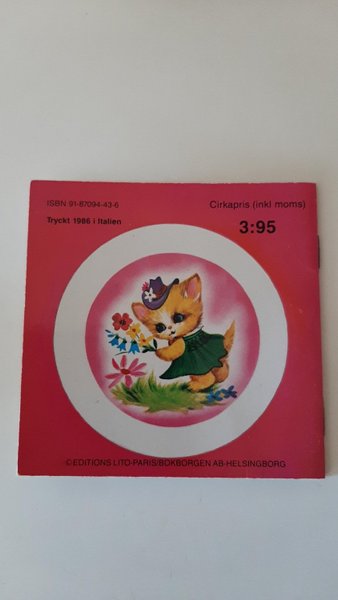 ISBN 91-87094-43-6
Tryckt 1986 i Italien
Cirkapris (inkl moms)
3:95
©EDITIONS LITO-PARIS/BOKBORGEN AB-HELSINGBORG